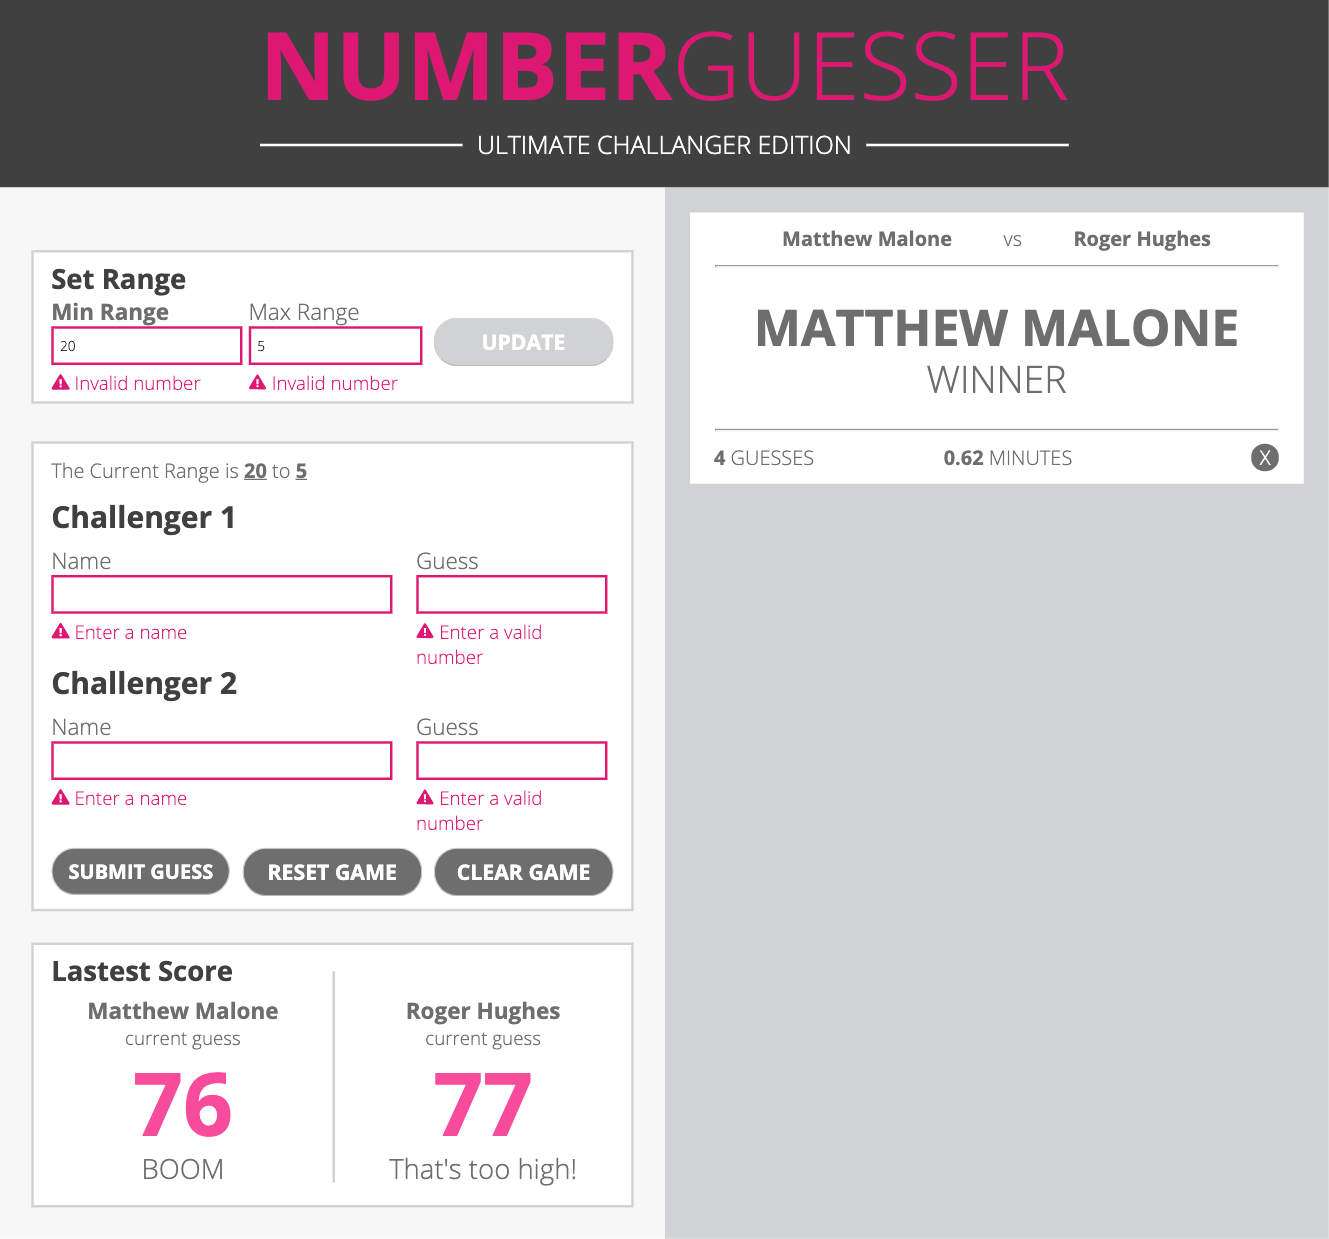 NUMBERGUESSER
ULTIMATE CHALLANGER EDITION
Set Range
Min Range Max Range
20 5 UPDATE
Invalid number Invalid number
The Current Range is 20 to 5
Challenger 1
Name Guess
Enter a name Enter a valid
number
Challenger 2
Name Guess
Enter a name Enter a valid
number
SUBMIT GUESS RESET GAME CLEAR GAME
Lastest Score
Matthew Malone Roger Hughes
current guess current guess
76 77
BOOM That's too high!
Matthew Malone vs Roger Hughes
MATTHEW MALONE
WINNER
4 GUESSES 0.62 MINUTES X